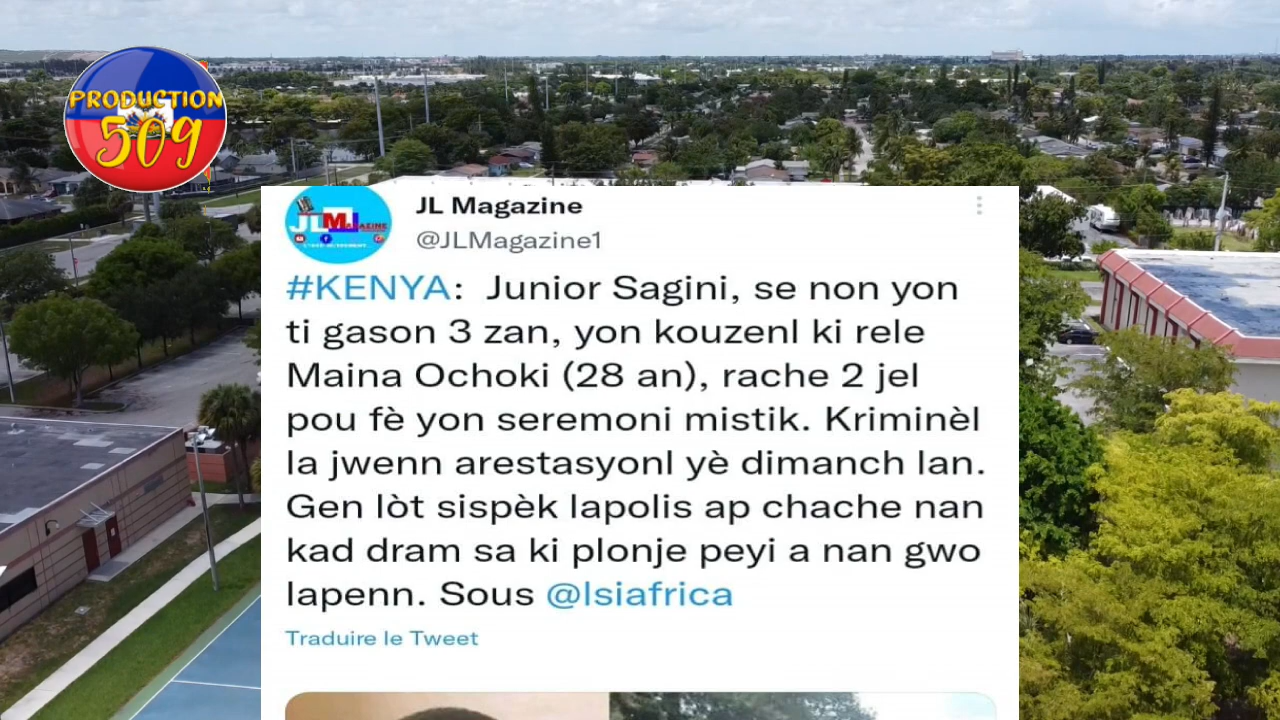 PRODUCTION
509
JL Magazine
@JLMagazine1
#KENYA: Junior Sagini, se non yon
ti gason 3 zan, yon kouzenl ki rele
Maina Ochoki (28 an), rache 2 jel
pou fè yon seremoni mistik. Kriminèl
la jwenn arestasyonl yè dimanch lan.
Gen lòt sispèk lapolis ap chache nan
kad dram sa ki plonje peyi a nan gwo
lapenn. Sous @lsiafrica
Traduire le Tweet